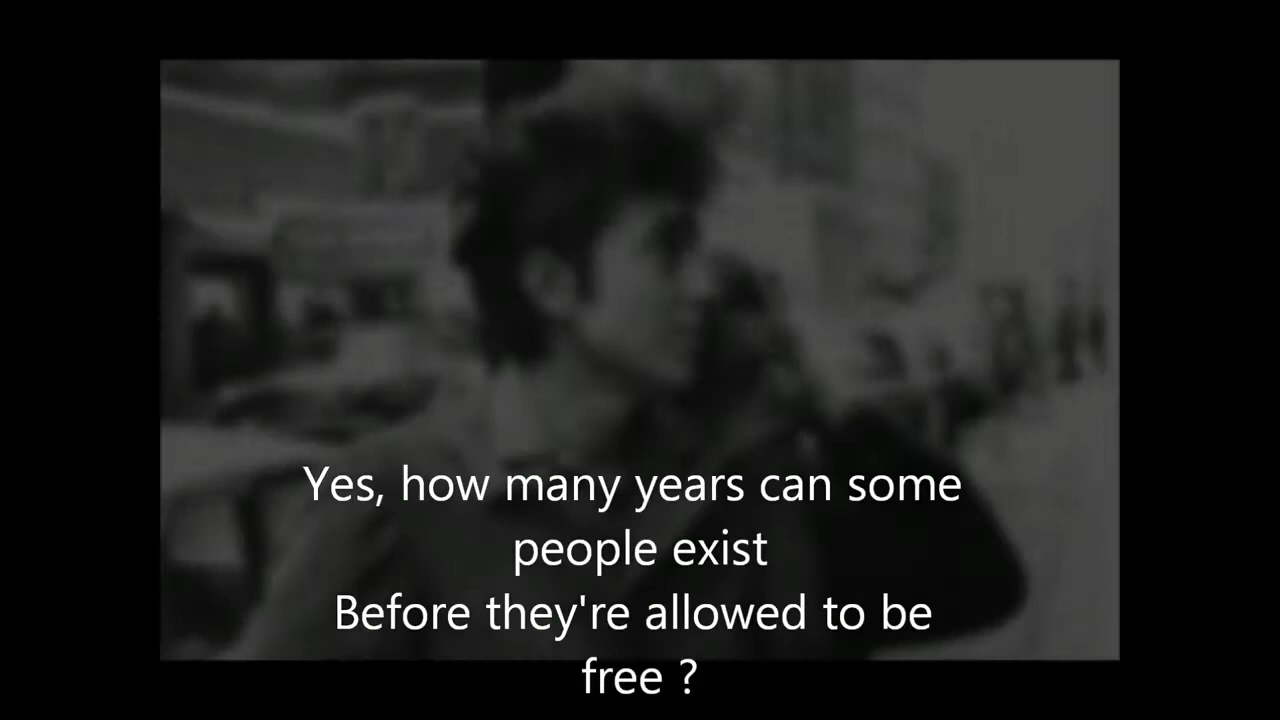 Yes, how many years can some
people exist
Before they're allowed to be
free ?